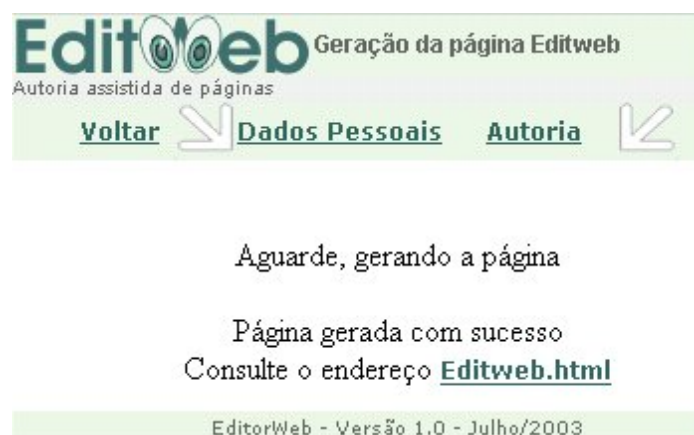 EditWeb Geração da página Editweb
Autoria assistida de páginas
Voltar Dados Pessoais Autoria
Aguarde, gerando a página
Página gerada com sucesso
Consulte o endereço Editweb.html
EditorWeb - Versão 1.0 - Julho/2003